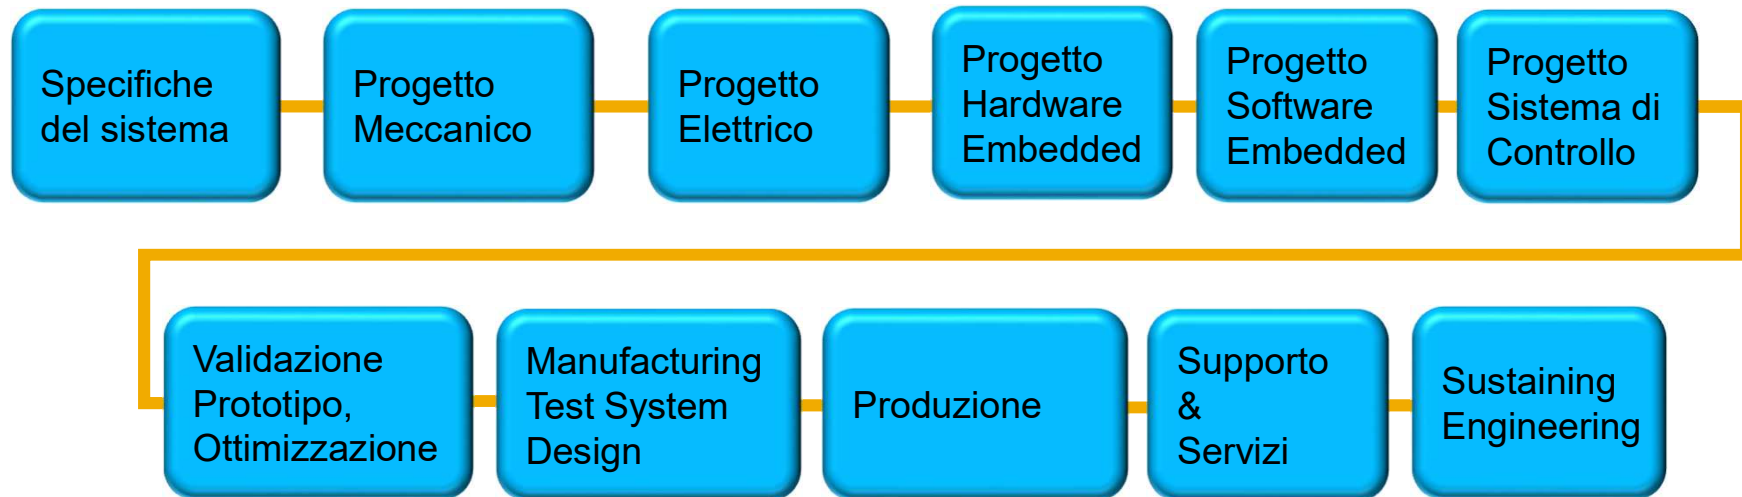 Specifiche
del sistema
Progetto
Meccanico
Progetto
Elettrico
Progetto
Hardware
Embedded
Progetto
Software
Embedded
Progetto
Sistema di
Controllo
Validazione
Prototipo,
Ottimizzazione
Manufacturing
Test System
Design
Produzione
Supporto
&
Servizi
Sustaining
Engineering